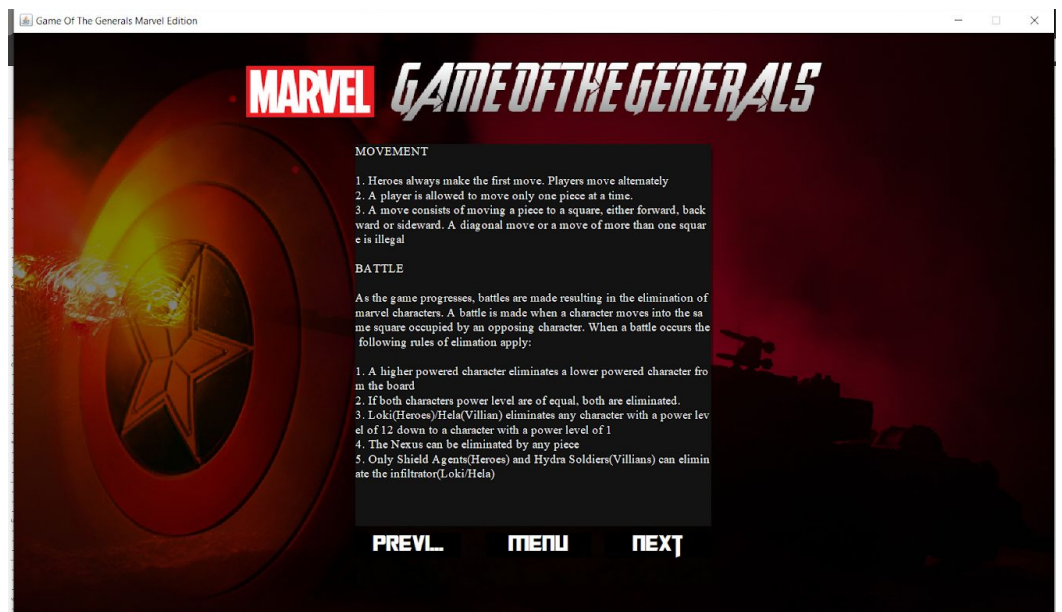 Game Of The Generals Marvel Edition
MARVEL GAME OF THE GENERALS
MOVEMENT
1. Heroes always make the first move. Players move alternately
2. A player is allowed to move only one piece at a time.
3. A move consists of moving a piece to a square, either forward, back
ward or sideward. A diagonal move or a move of more than one squar
e is illegal
BATTLE
As the game progresses, battles are made resulting in the elimination of
marvel characters. A battle is made when a character moves into the sa
me square occupied by an opposing character. When a battle occurs the
following rules of elimation apply:
1. A higher powered character eliminates a lower powered character fro
m the board
2. If both characters power level are of equal, both are eliminated.
3. Loki(Heroes)/Hela(Villian) eliminates any character with a power lev
el of 12 down to a character with a power level of 1
4. The Nexus can be eliminated by any piece
5. Only Shield Agents(Heroes) and Hydra Soldiers(Villians) can elimin
ate the infiltrator(Loki/Hela)
PREVI... MENU NEXT